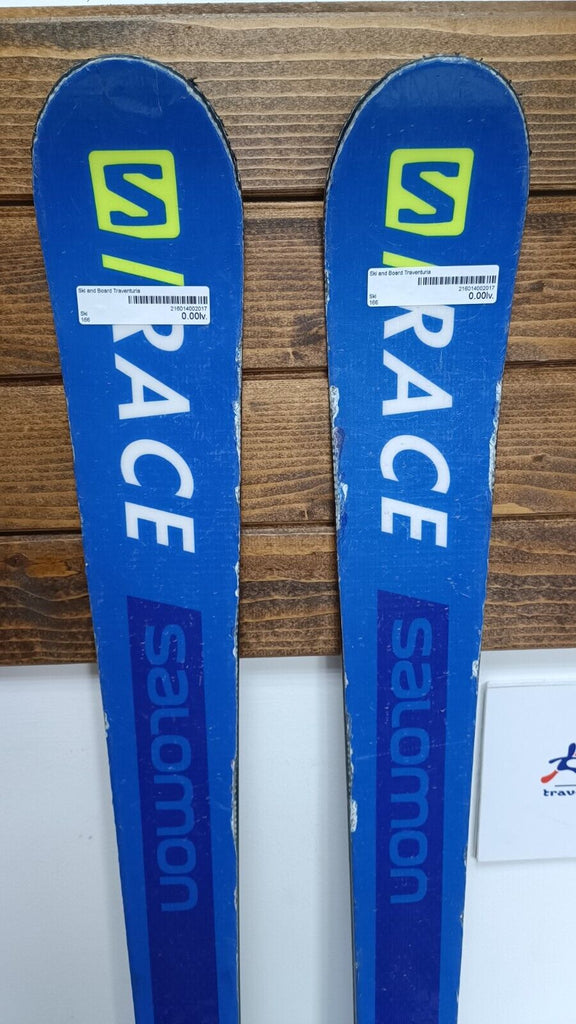 S/RACE
Ski and Board Traventuria
216014002017
Ski
166
0.00lv.
salomon
S/RACE
Ski and Board Traventuria
216014002017
Ski
166
0.00lv.
salomon